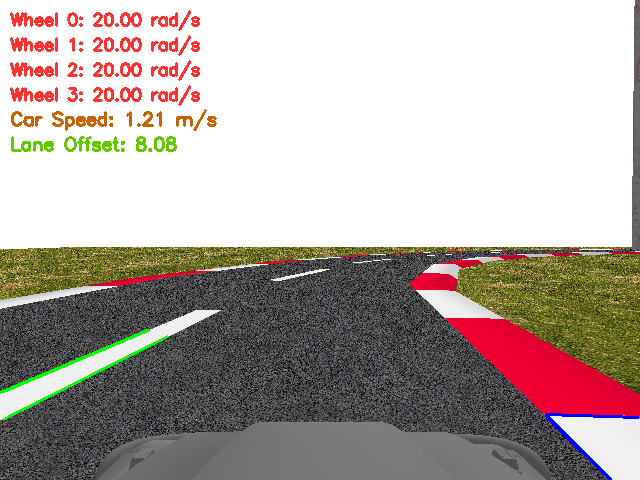 Wheel 0: 20.00 rad/s
Wheel 1: 20.00 rad/s
Wheel 2: 20.00 rad/s
Wheel 3: 20.00 rad/s
Car Speed: 1.21 m/s
Lane Offset: 8.08